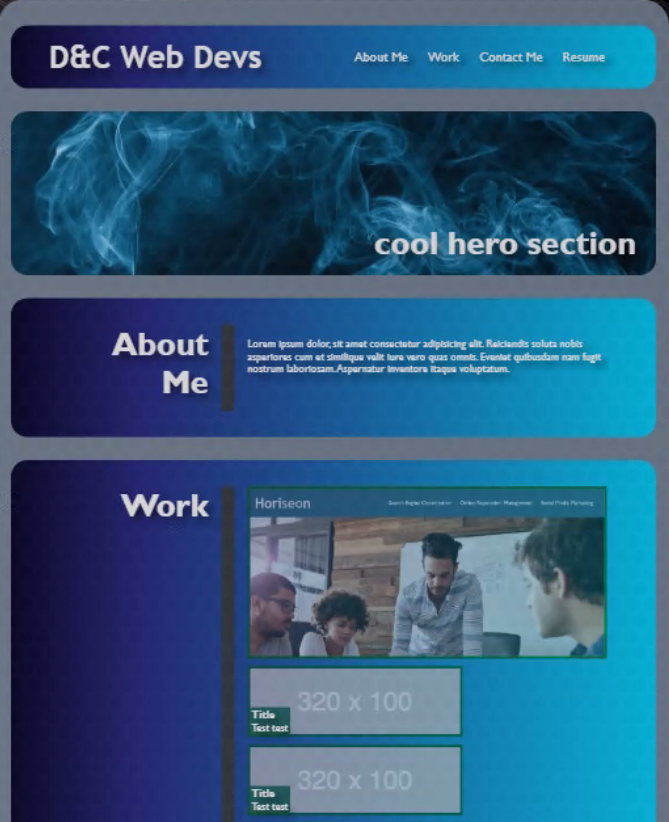 D&C Web Devs
About Me Work Contact Me Resume
cool hero section
About
Me
Lorem ipsum dolor, sit amet consectetur adipisicing elit. Reiciendis soluta nobis
asperiores cum et similique velit iure vero quas omnis. Eveniet quibusdam nam fugit
nostrum laboriosam. Aspernatur inventore itaque voluptatum.
Work
Horiseon
Search Engine Optimization Online Reputation Management Social Media Marketing
320 x 100
Title
Test test
320 x 100
Title
Test test